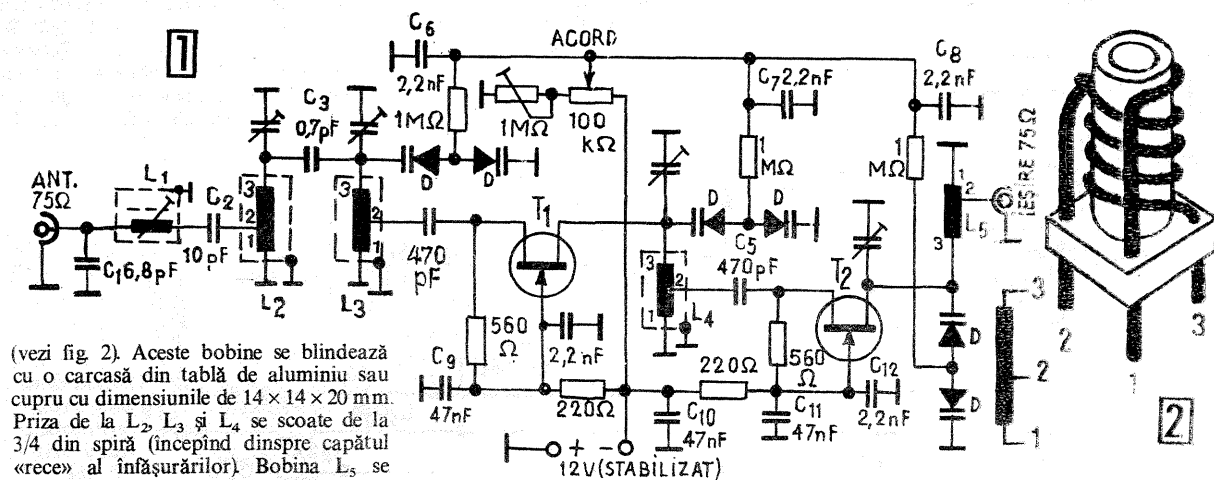 1
C6
ACORD
C8
2,2nF
C7 2,2nF
2,2nF
C3
0,7pF
1MΩ
1MΩ
100
kΩ
1
MΩ
1
MΩ
IEȘIRE 75Ω
ANT.
75Ω
L1
C2
3
2
1
3
2
1
D
D
T1
D
D
1
2
L5
3
C1 6,8pF
10 pF
L2
L3
470
pF
C5
470pF
T2
3
2
1
L4
D
D
3
2
1
2
1
3
2
560
Ω
2,2nF
220Ω
560
Ω
C12
2,2nF
C9
47nF
220Ω
C10
47nF
C11
47nF
+ -
12V(STABILIZAT)
(vezi fig. 2). Aceste bobine se blindează
cu o carcasă din tablă de aluminiu sau
cupru cu dimensiunile de 14 × 14 × 20 mm.
Priza de la L2, L3 și L4 se scoate de la
3/4 din spiră (începînd dinspre capătul
«rece» al înfășurărilor). Bobina L5 se